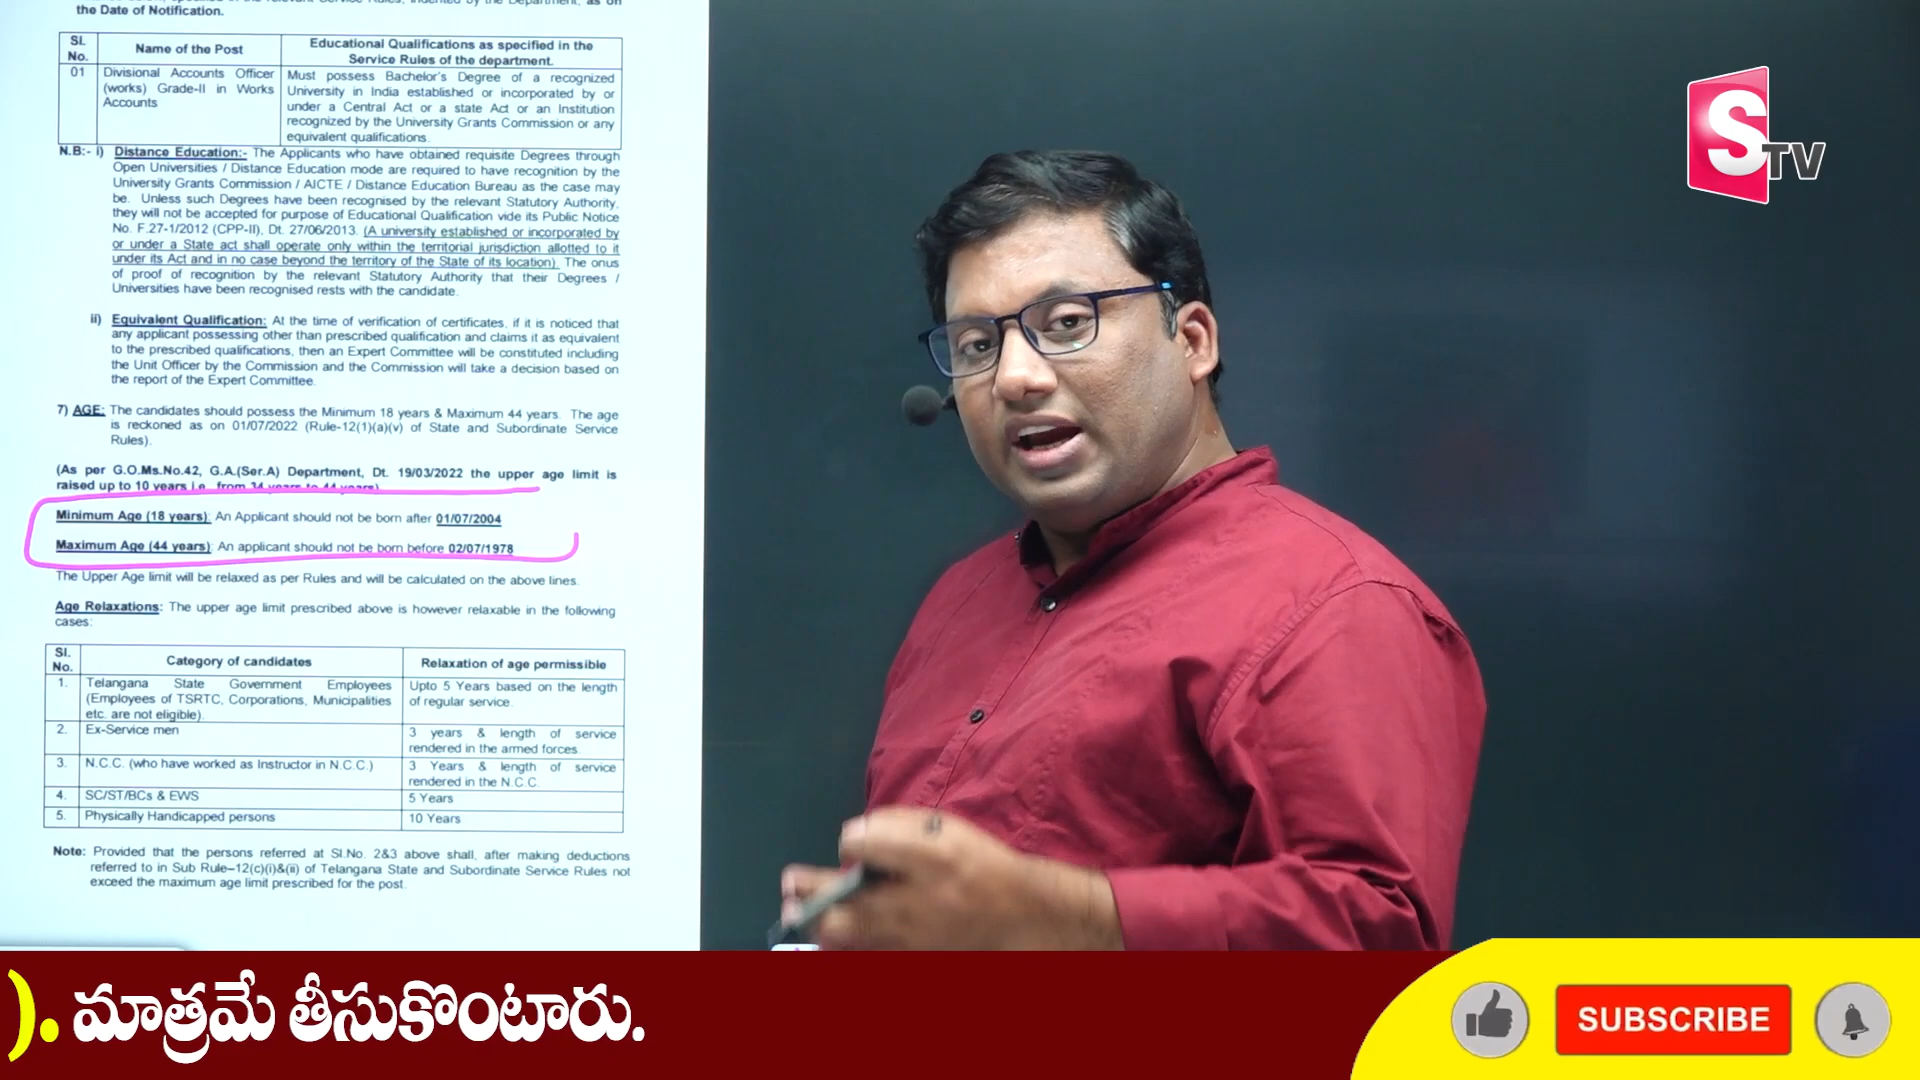 the Date of Notification.
Sl. No.
Name of the Post
Educational Qualifications as specified in the
Service Rules of the department.
01
Divisional Accounts Officer
(works) Grade-II in Works
Accounts
Must possess Bachelor's Degree of a recognized
University in India established or incorporated by or
under a Central Act or a state Act or an Institution
recognized by the University Grants Commission or any
equivalent qualifications.
N.B:- i) Distance Education:- The Applicants who have obtained requisite Degrees through
Open Universities / Distance Education mode are required to have recognition by the
University Grants Commission / AICTE / Distance Education Bureau as the case may
be. Unless such Degrees have been recognised by the relevant Statutory Authority,
they will not be accepted for purpose of Educational Qualification vide its Public Notice
No. F.27-1/2012 (CPP-II), Dt. 27/06/2013. (A university established or incorporated by
or under a State act shall operate only within the territorial jurisdiction allotted to it
under its Act and in no case beyond the territory of the State of its location). The onus
of proof of recognition by the relevant Statutory Authority that their Degrees /
Universities have been recognised rests with the candidate.
ii) Equivalent Qualification: At the time of verification of certificates, if it is noticed that
any applicant possessing other than prescribed qualification and claims it as equivalent
to the prescribed qualifications, then an Expert Committee will be constituted including
the Unit Officer by the Commission and the Commission will take a decision based on
the report of the Expert Committee.
7) AGE: The candidates should possess the Minimum 18 years & Maximum 44 years. The age
is reckoned as on 01/07/2022 (Rule-12(1)(a)(v) of State and Subordinate Service
Rules).
(As per G.O.Ms.No.42, G.A.(Ser.A) Department, Dt. 19/03/2022 the upper age limit is
raised up to 10 years i.e., from 34 years to 44 years)
Minimum Age (18 years): An Applicant should not be born after 01/07/2004
Maximum Age (44 years): An applicant should not be born before 02/07/1978
The Upper Age limit will be relaxed as per Rules and will be calculated on the above lines.
Age Relaxations: The upper age limit prescribed above is however relaxable in the following
cases:
Sl. No.
Category of candidates
Relaxation of age permissible
1.
Telangana State Government Employees
(Employees of TSRTC, Corporations, Municipalities
etc. are not eligible).
Upto 5 Years based on the length
of regular service.
2.
Ex-Service men
3 years & length of service
rendered in the armed forces.
3.
N.C.C. (who have worked as Instructor in N.C.C.)
3 Years & length of service
rendered in the N.C.C.
4.
SC/ST/BCs & EWS
5 Years
5.
Physically Handicapped persons
10 Years
Note: Provided that the persons referred at Sl.No. 2&3 above shall, after making deductions
referred to in Sub Rule–12(c)(i)&(ii) of Telangana State and Subordinate Service Rules not
exceed the maximum age limit prescribed for the post.
S TV
). మాత్రమే తీసుకొంటారు.
SUBSCRIBE